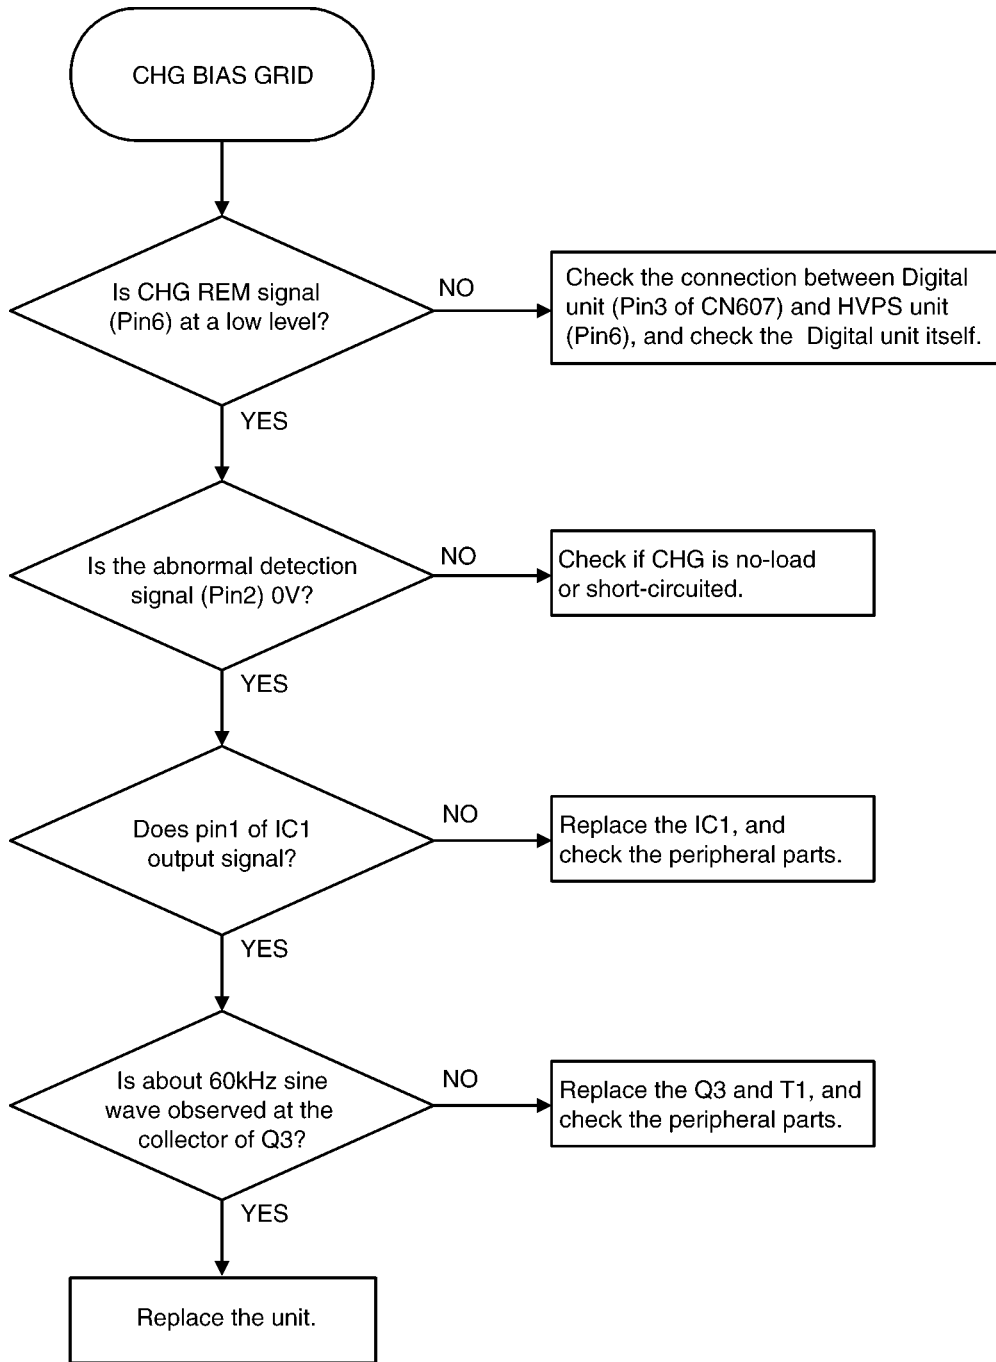 CHG BIAS GRID
Is CHG REM signal
(Pin6) at a low level?
NO
Check the connection between Digital
unit (Pin3 of CN607) and HVPS unit
(Pin6), and check the Digital unit itself.
YES
Is the abnormal detection
signal (Pin2) 0V?
NO
Check if CHG is no-load
or short-circuited.
YES
Does pin1 of IC1
output signal?
NO
Replace the IC1, and
check the peripheral parts.
YES
Is about 60kHz sine
wave observed at the
collector of Q3?
NO
Replace the Q3 and T1, and
check the peripheral parts.
YES
Replace the unit.